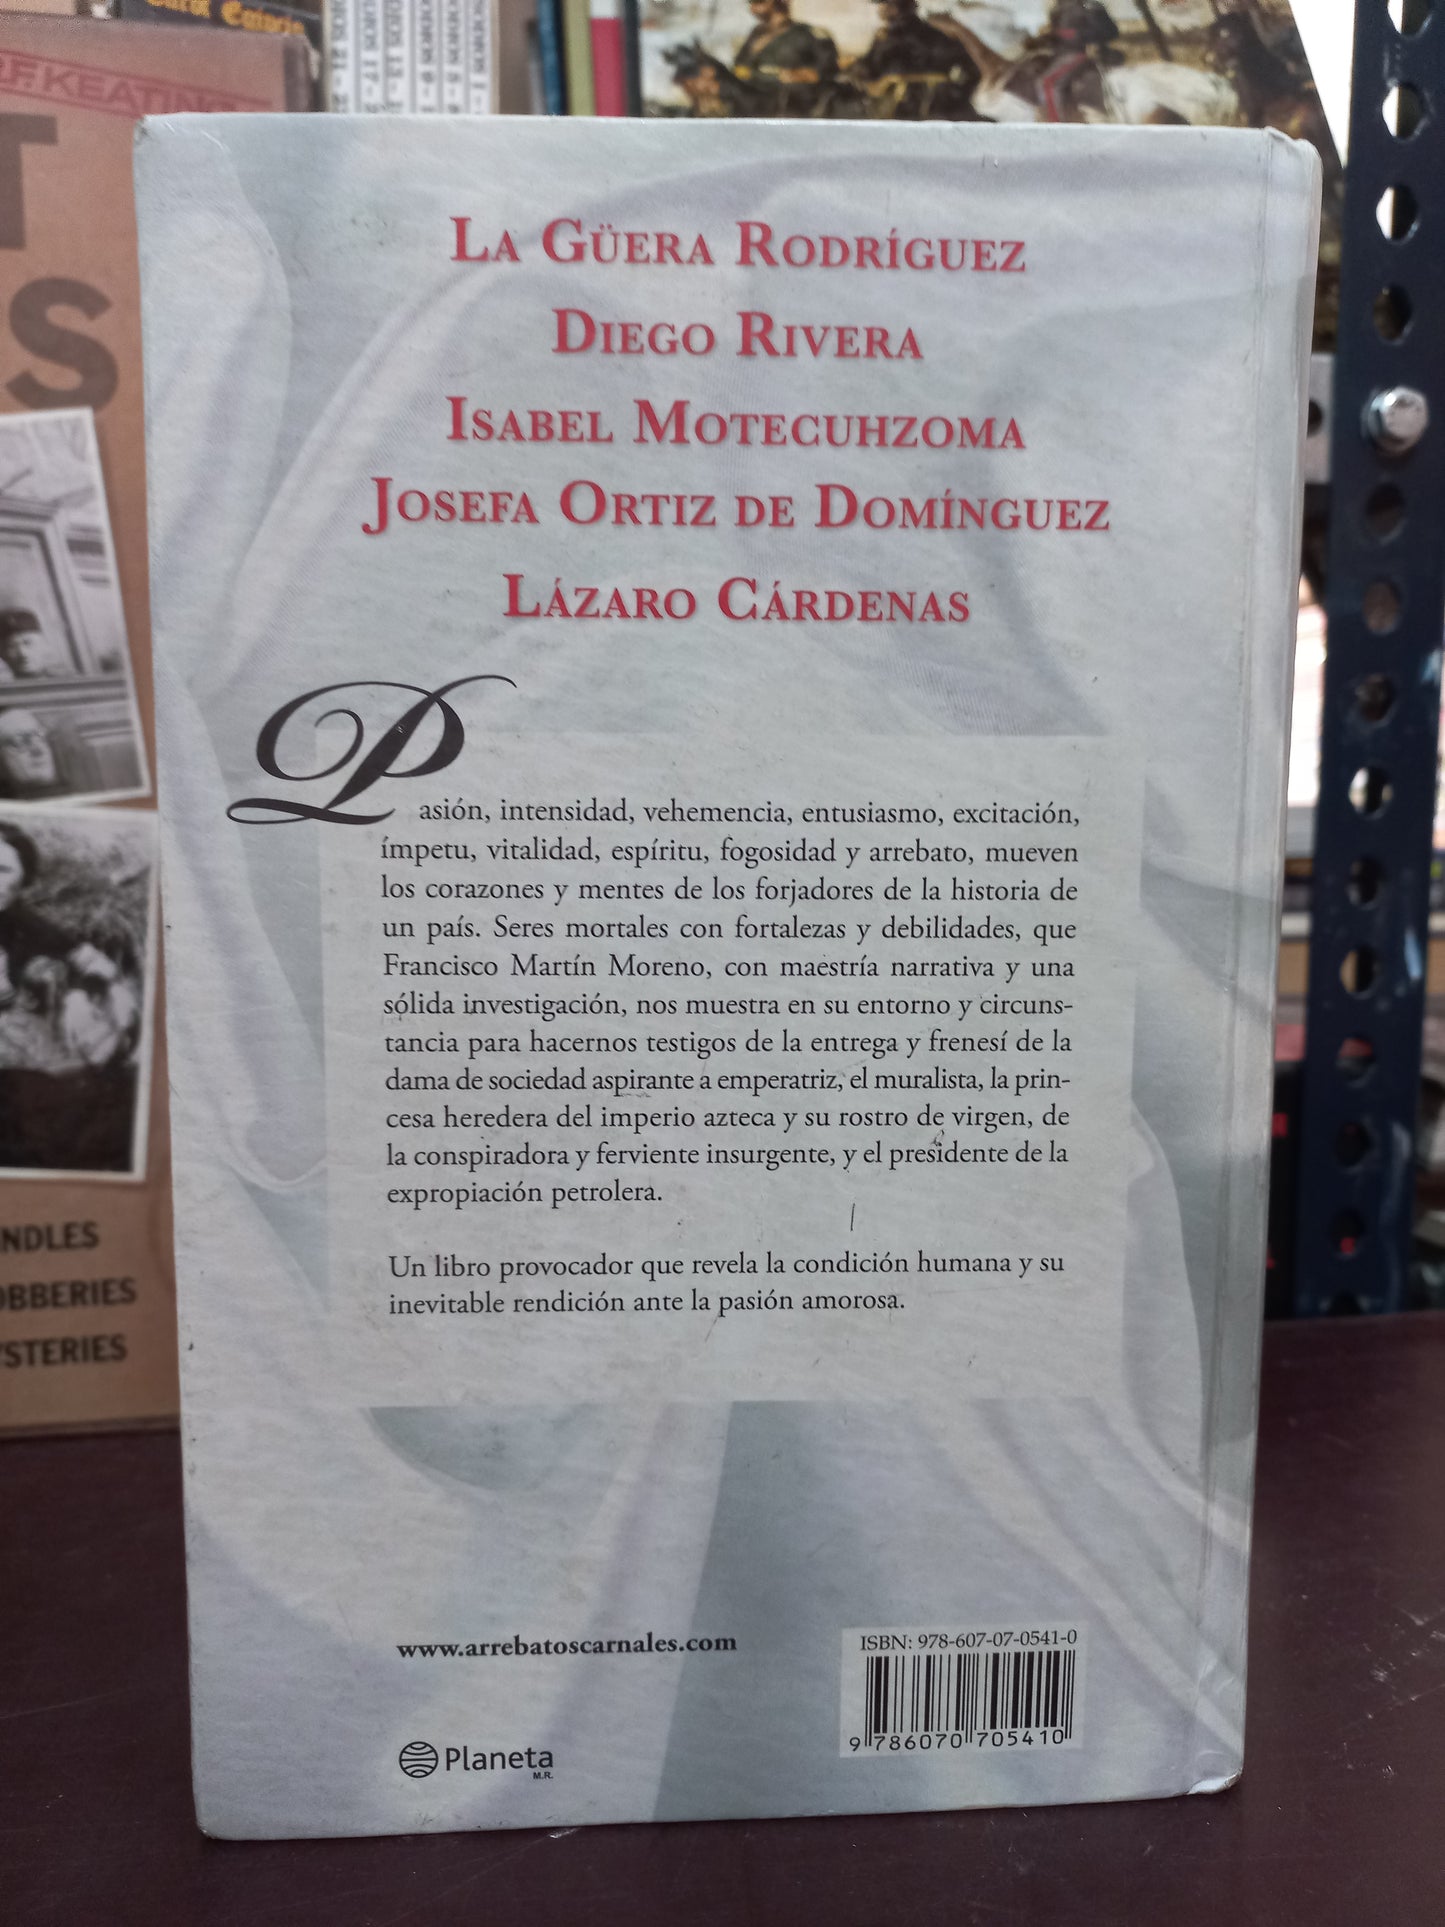 F. KEATING
T
S
NDLES
OBBERIES
YSTERIES
La Güera Rodríguez
Diego Rivera
Isabel Motecuhzoma
Josefa Ortiz de Domínguez
Lázaro Cárdenas
Pasión, intensidad, vehemencia, entusiasmo, excitación,
ímpetu, vitalidad, espíritu, fogosidad y arrebato, mueven
los corazones y mentes de los forjadores de la historia de
un país. Seres mortales con fortalezas y debilidades, que
Francisco Martín Moreno, con maestría narrativa y una
sólida investigación, nos muestra en su entorno y circuns-
tancia para hacernos testigos de la entrega y frenesí de la
dama de sociedad aspirante a emperatriz, el muralista, la prin-
cesa heredera del imperio azteca y su rostro de virgen, de
la conspiradora y ferviente insurgente, y el presidente de la
expropiación petrolera.
Un libro provocador que revela la condición humana y su
inevitable rendición ante la pasión amorosa.
www.arrebatoscarnales.com
ISBN: 978-607-07-0541-0
9 786070 705410
Planeta
M.R.